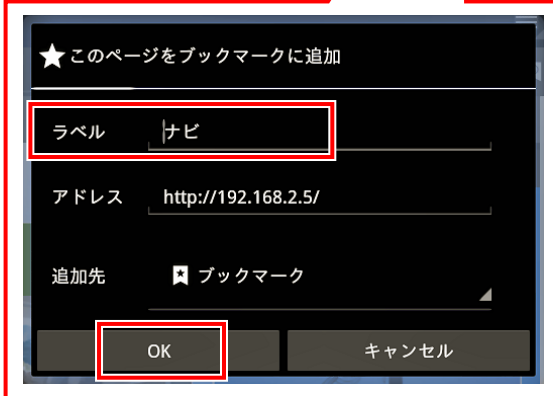 ★このページをブックマークに追加
ラベル ナビ
アドレス http://192.168.2.5/
追加先 ブックマーク
OK キャンセル